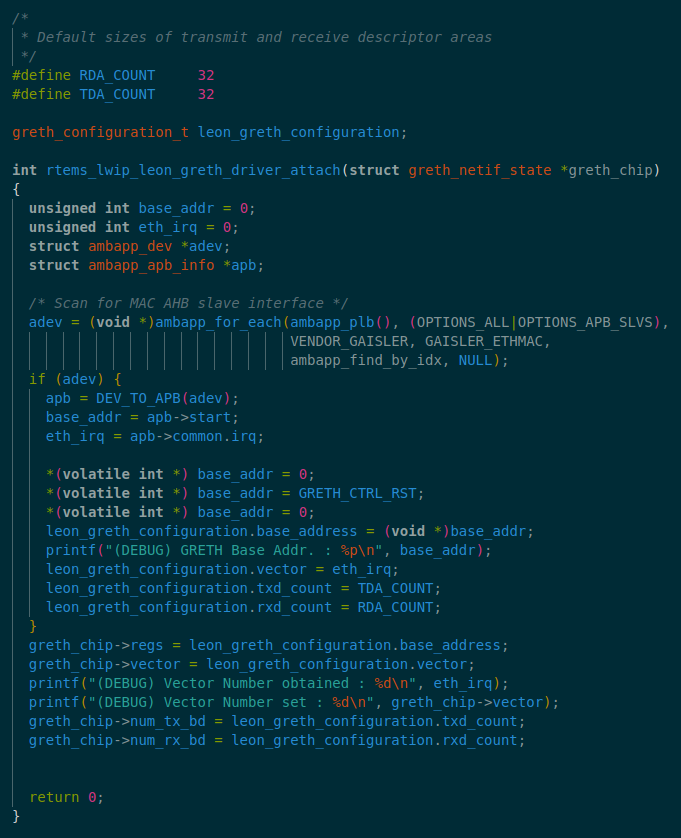 /*
 * Default sizes of transmit and receive descriptor areas
 */
#define RDA_COUNT     32
#define TDA_COUNT     32

greth_configuration_t leon_greth_configuration;

int rtems_lwip_leon_greth_driver_attach(struct greth_netif_state *greth_chip)
{
  unsigned int base_addr = 0;
  unsigned int eth_irq = 0;
  struct ambapp_dev *adev;
  struct ambapp_apb_info *apb;

  /* Scan for MAC AHB slave interface */
  adev = (void *)ambapp_for_each(ambapp_plb(), (OPTIONS_ALL|OPTIONS_APB_SLVS),
                                 VENDOR_GAISLER, GAISLER_ETHMAC,
                                 ambapp_find_by_idx, NULL);
  if (adev) {
    apb = DEV_TO_APB(adev);
    base_addr = apb->start;
    eth_irq = apb->common.irq;

    *(volatile int *) base_addr = 0;
    *(volatile int *) base_addr = GRETH_CTRL_RST;
    *(volatile int *) base_addr = 0;
    leon_greth_configuration.base_address = (void *)base_addr;
    printf("(DEBUG) GRETH Base Addr. : %p\n", base_addr);
    leon_greth_configuration.vector = eth_irq;
    leon_greth_configuration.txd_count = TDA_COUNT;
    leon_greth_configuration.rxd_count = RDA_COUNT;
  }
  greth_chip->regs = leon_greth_configuration.base_address;
  greth_chip->vector = leon_greth_configuration.vector;
  printf("(DEBUG) Vector Number obtained : %d\n", eth_irq);
  printf("(DEBUG) Vector Number set : %d\n", greth_chip->vector);
  greth_chip->num_tx_bd = leon_greth_configuration.txd_count;
  greth_chip->num_rx_bd = leon_greth_configuration.rxd_count;


  return 0;
}